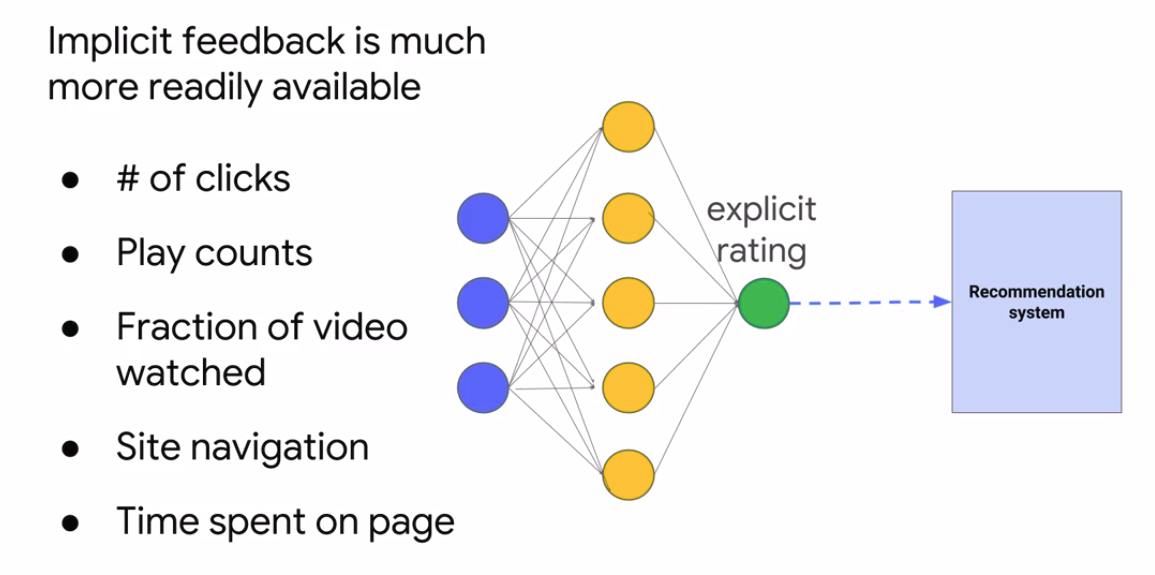 Implicit feedback is much
more readily available
● # of clicks
● Play counts
● Fraction of video
watched
● Site navigation
● Time spent on page
explicit
rating
Recommendation
system